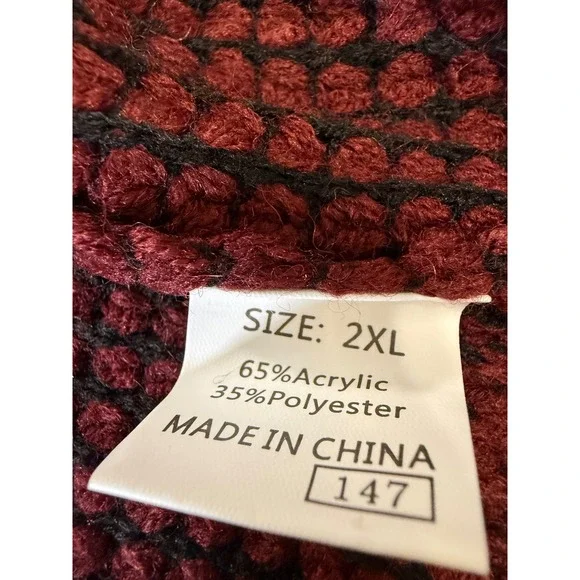 SIZE: 2XL
65%Acrylic
35%Polyester
MADE IN CHINA
147